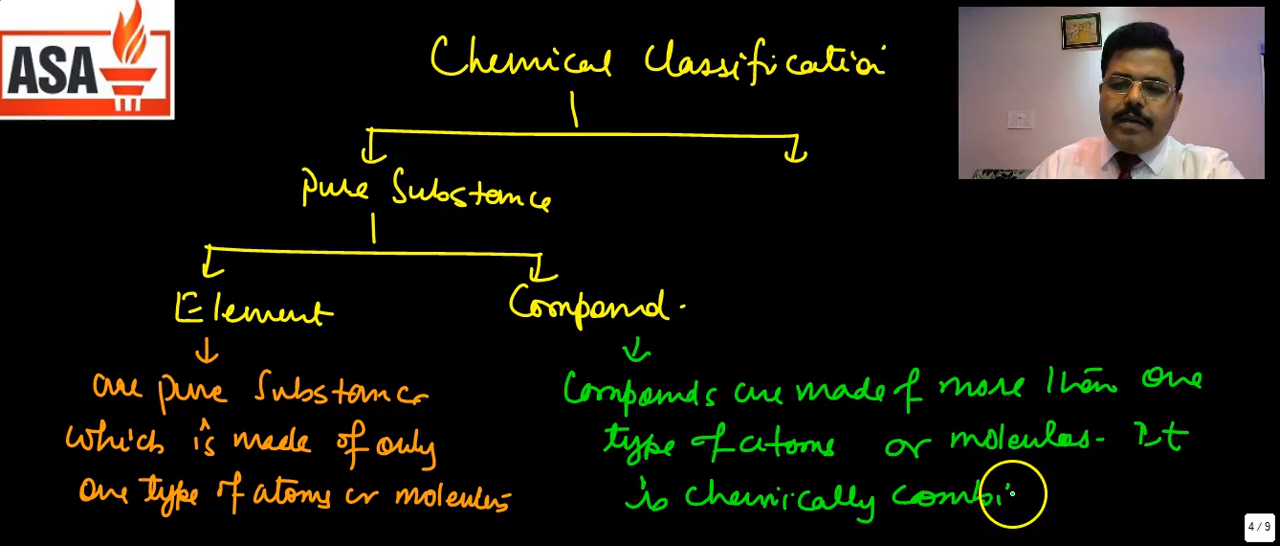 ASA
Chemical Classification
Pure Substance
Element
Compound.
are pure Substance
which is made of only
one type of atoms or molecules
Compounds are made of more than one
type of atoms or molecules. It
is chemically combi
4/9